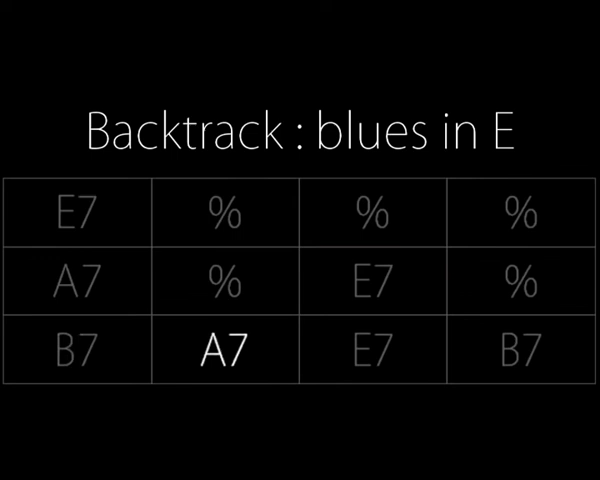 Backtrack : blues in E
E7 % % %
A7 % E7 %
B7 A7 E7 B7